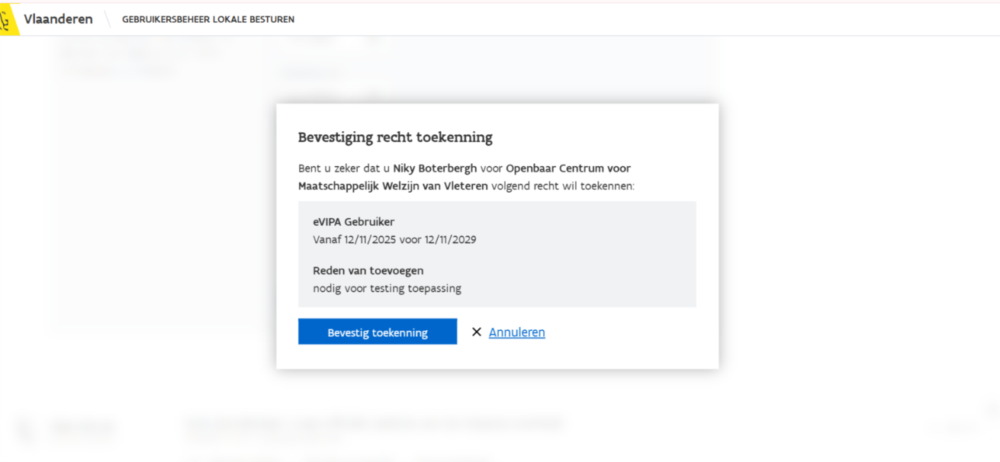 Vlaanderen GEBRUIKERSBEHEER LOKALE BESTUREN
Bevestiging recht toekenning
Bent u zeker dat u Niky Boterbergh voor Openbaar Centrum voor
Maatschappelijk Welzijn van Vleteren volgend recht wil toekennen:
eVIPA Gebruiker
Vanaf 12/11/2025 voor 12/11/2029
Reden van toevoegen
nodig voor testing toepassing
Bevestig toekenning Annuleren